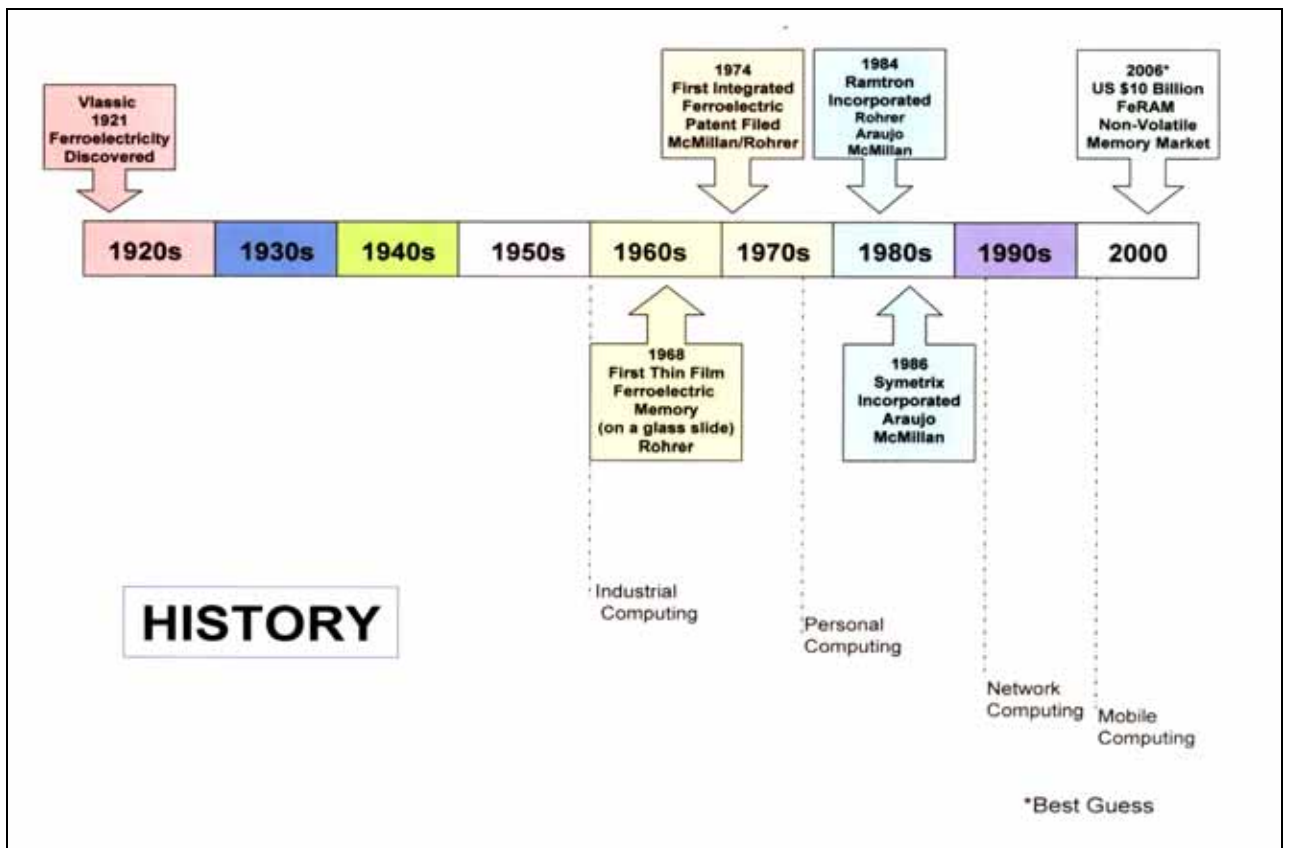 Vlassic
1921
Ferroelectricity
Discovered
1974
First Integrated
Ferroelectric
Patent Filed
McMillan/Rohrer
1984
Ramtron
Incorporated
Rohrer
Araujo
McMillan
2006*
US $10 Billion
FeRAM
Non-Volatile
Memory Market
1920s
1930s
1940s
1950s
1960s
1970s
1980s
1990s
2000
1968
First Thin Film
Ferroelectric
Memory
(on a glass slide)
Rohrer
1986
Symetrix
Incorporated
Araujo
McMillan
HISTORY
Industrial
Computing
Personal
Computing
Network
Computing
Mobile
Computing
*Best Guess